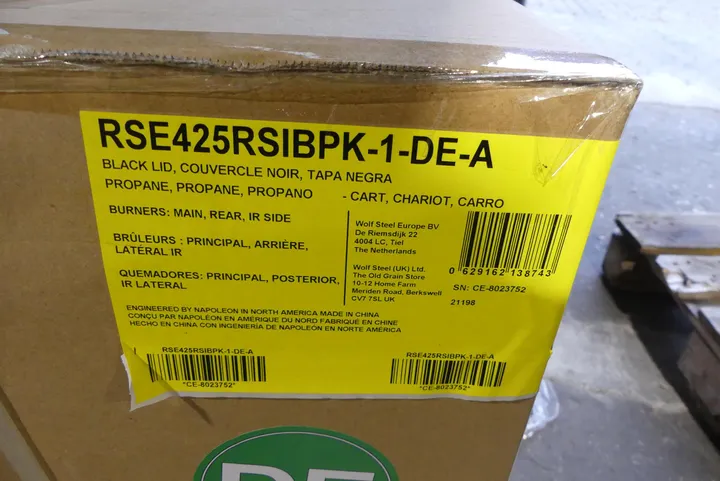 RSE425RSIBPK-1-DE-A
BLACK LID, COUVERCLE NOIR, TAPA NEGRA
PROPANE, PROPANE, PROPANO - CART, CHARIOT, CARRO
BURNERS: MAIN, REAR, IR SIDE
BRÛLEURS : PRINCIPAL, ARRIÈRE,
LATÉRAL IR
QUEMADORES: PRINCIPAL, POSTERIOR,
IR LATERAL
Wolf Steel Europe BV
De Riemsdijk 22
4004 LC, Tiel
The Netherlands
Wolf Steel (UK) Ltd.
The Old Grain Store
10-12 Home Farm
Meriden Road, Berkswell
CV7 7SL UK
0 629162 138743
SN: CE-8023752
21198
ENGINEERED BY NAPOLEON IN NORTH AMERICA MADE IN CHINA
CONÇU PAR NAPOLÉON EN AMÉRIQUE DU NORD FABRIQUÉ EN CHINE
HECHO EN CHINA CON INGENIERÍA DE NAPOLEÓN EN NORTE AMÉRICA
RSE425RSIBPK-1-DE-A
*CE-8023752*
RSE425RSIBPK-1-DE-A
*CE-8023752*
DE